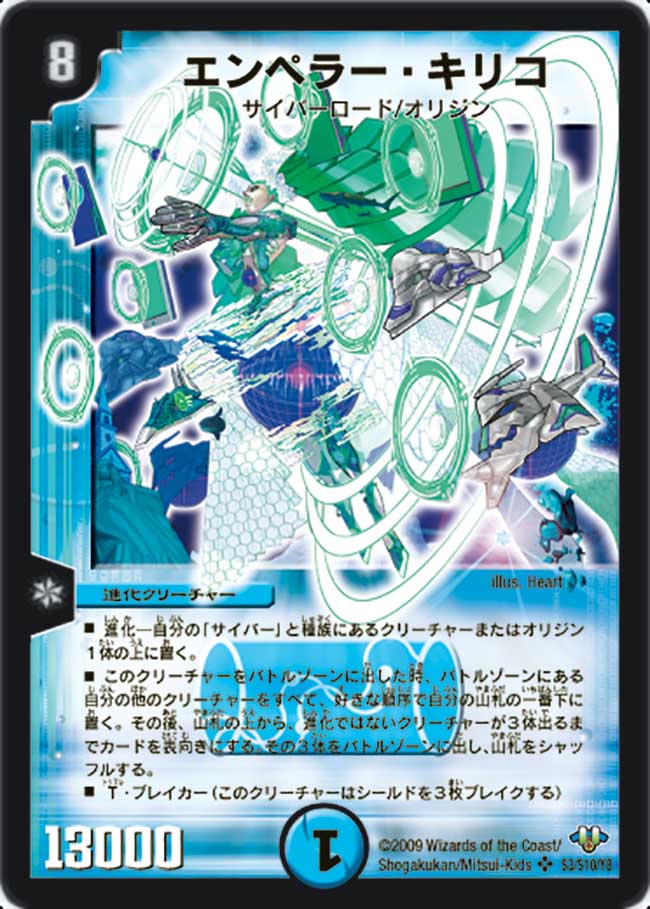 8
エンペラー・キリコ
サイバーロード/オリジン
illus. Heart
進化クリーチャー
■ 進化―自分の「サイバー」と種族にあるクリーチャーまたはオリジン
1体の上に置く。
■ このクリーチャーをバトルゾーンに出した時、バトルゾーンにある
自分の他のクリーチャーをすべて、好きな順序で自分の山札の一番下に
置く。その後、山札の上から、進化ではないクリーチャーが3体出るま
でカードを表向きにする。その3体をバトルゾーンに出し、山札をシャッ
フルする。
■ T・ブレイカー(このクリーチャーはシールドを3枚ブレイクする)
13000
1
©2009 Wizards of the Coast/
Shogakukan/Mitsui-Kids S3/S10/Y8